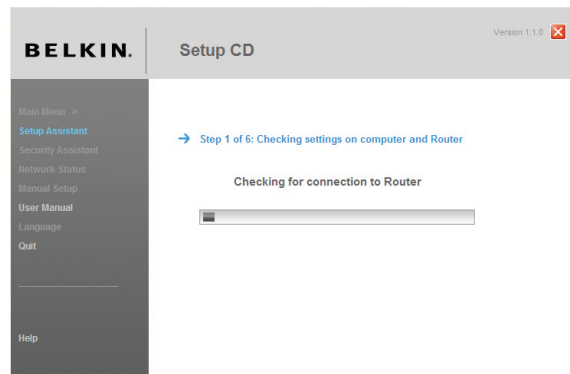 BELKIN.
Setup CD
Version 1.1.0
Main Menu >
Setup Assistant
Security Assistant
Network Status
Manual Setup
User Manual
Language
Quit
Help
Step 1 of 6: Checking settings on computer and Router
Checking for connection to Router